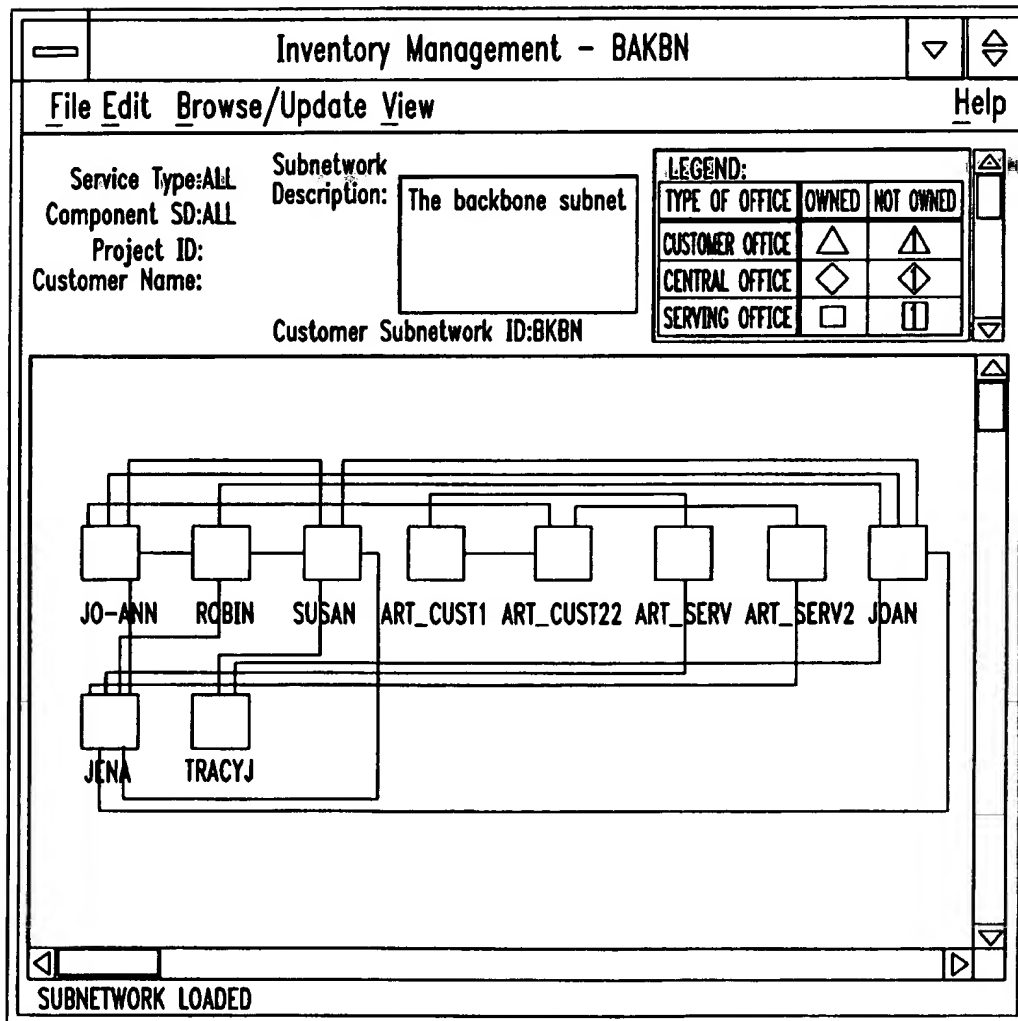 Inventory Management - BAKBN
File Edit Browse/Update View Help
Service Type:ALL
Component SD:ALL
Project ID:
Customer Name:
Subnetwork
Description:
The backbone subnet
Customer Subnetwork ID:BKBN
LEGEND:
TYPE OF OFFICE OWNED NOT OWNED
CUSTOMER OFFICE
CENTRAL OFFICE
SERVING OFFICE
JO-ANN ROBIN SUSAN ART_CUST1 ART_CUST22 ART_SERV ART_SERV2 JOAN
JENA TRACYJ
SUBNETWORK LOADED